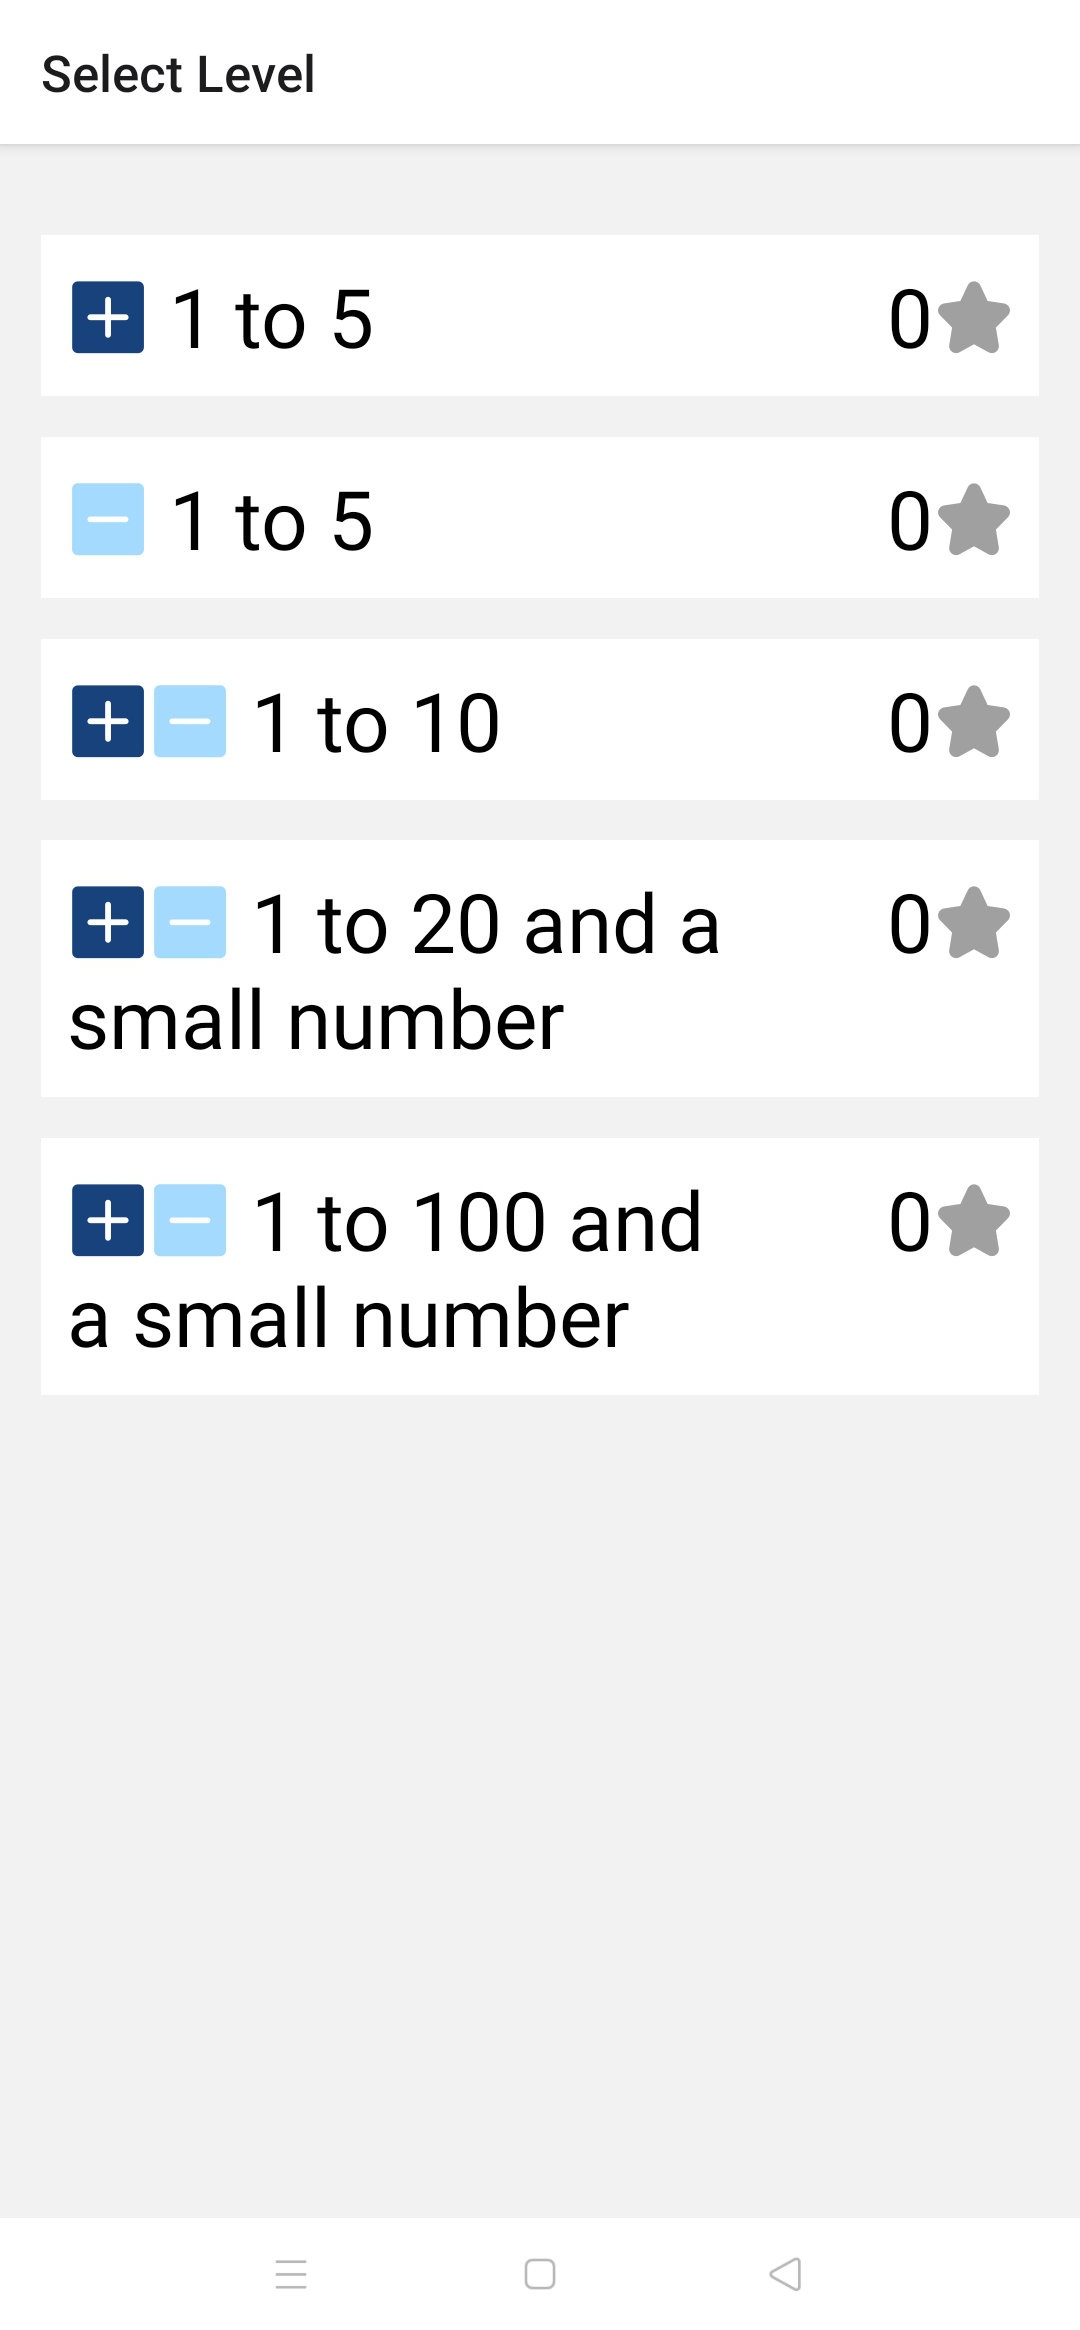 Select Level
+ 1 to 5 0
− 1 to 5 0
+ − 1 to 10 0
+ − 1 to 20 and a 0
small number
+ − 1 to 100 and 0
a small number